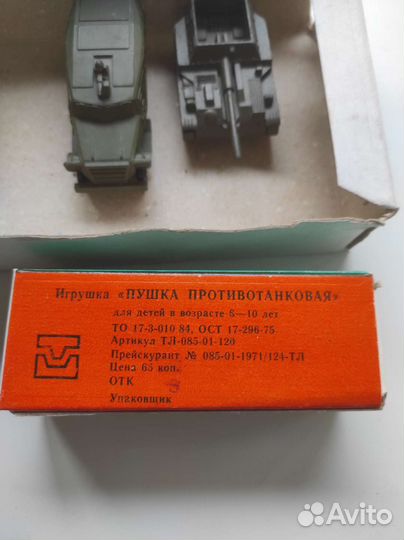 Игрушка «ПУШКА ПРОТИВОТАНКОВАЯ»
для детей в возрасте 6—10 лет
ТО 17-3-010 84, ОСТ 17-296-75
Артикул ТЛ-085-01-120
Прейскурант № 085-01-1971/124-ТЛ
Цена 65 коп.
ОТК
Упаковщик
Avito